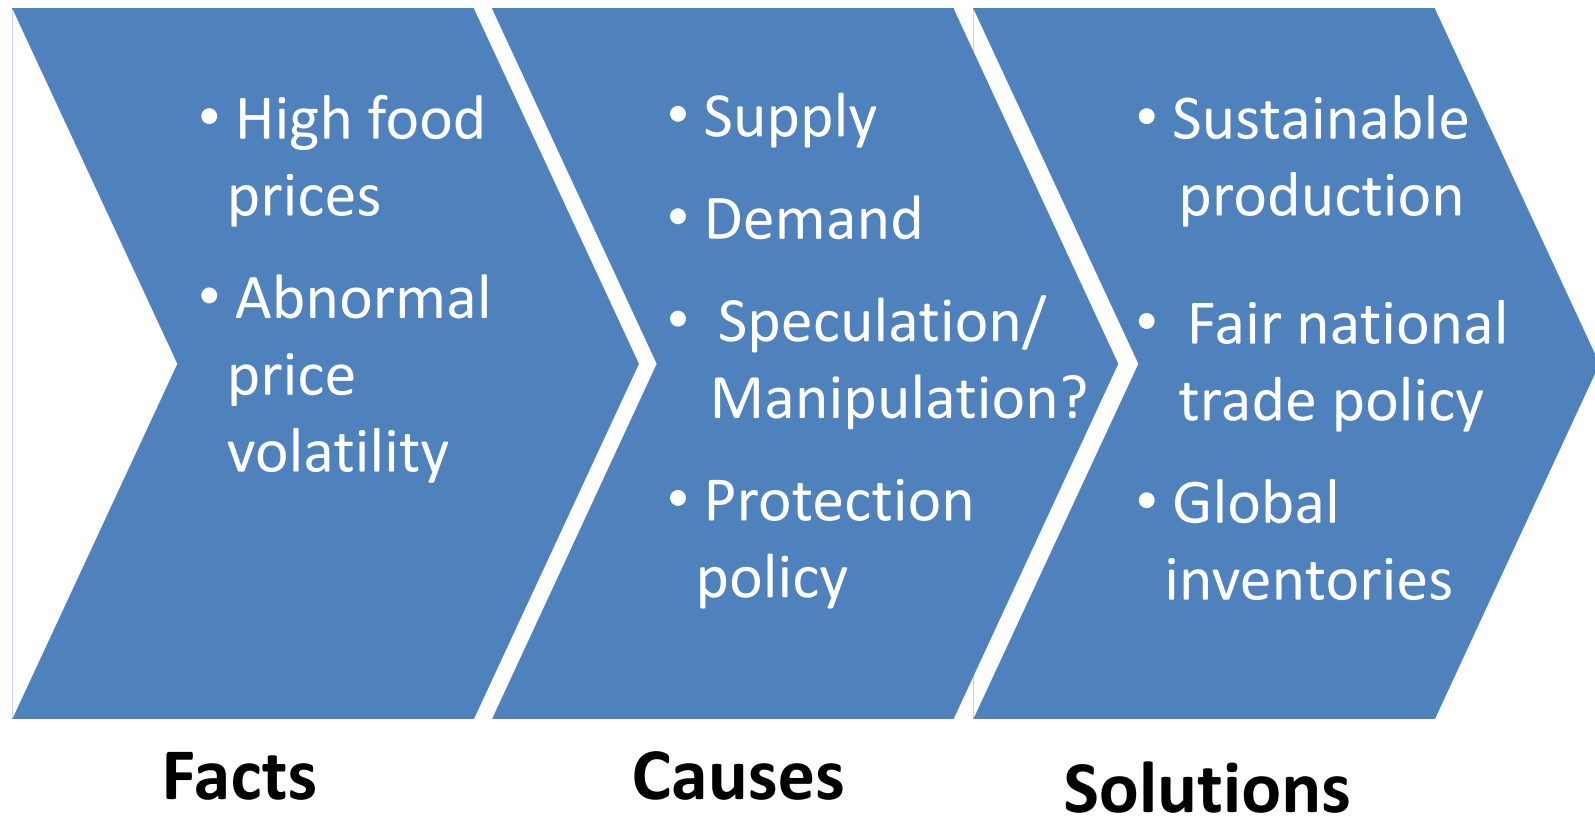 • High food
prices
• Abnormal
price
volatility
• Supply
• Demand
• Speculation/
Manipulation?
• Protection
policy
• Sustainable
production
• Fair national
trade policy
• Global
inventories
Facts
Causes
Solutions